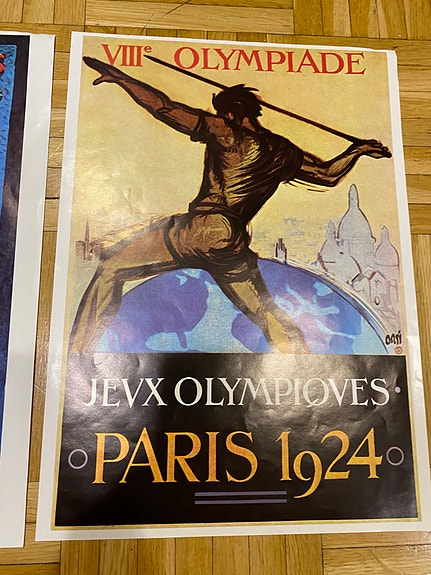 VIIIe OLYMPIADE
ORSI
JEVX OLYMPIQVES
PARIS 1924